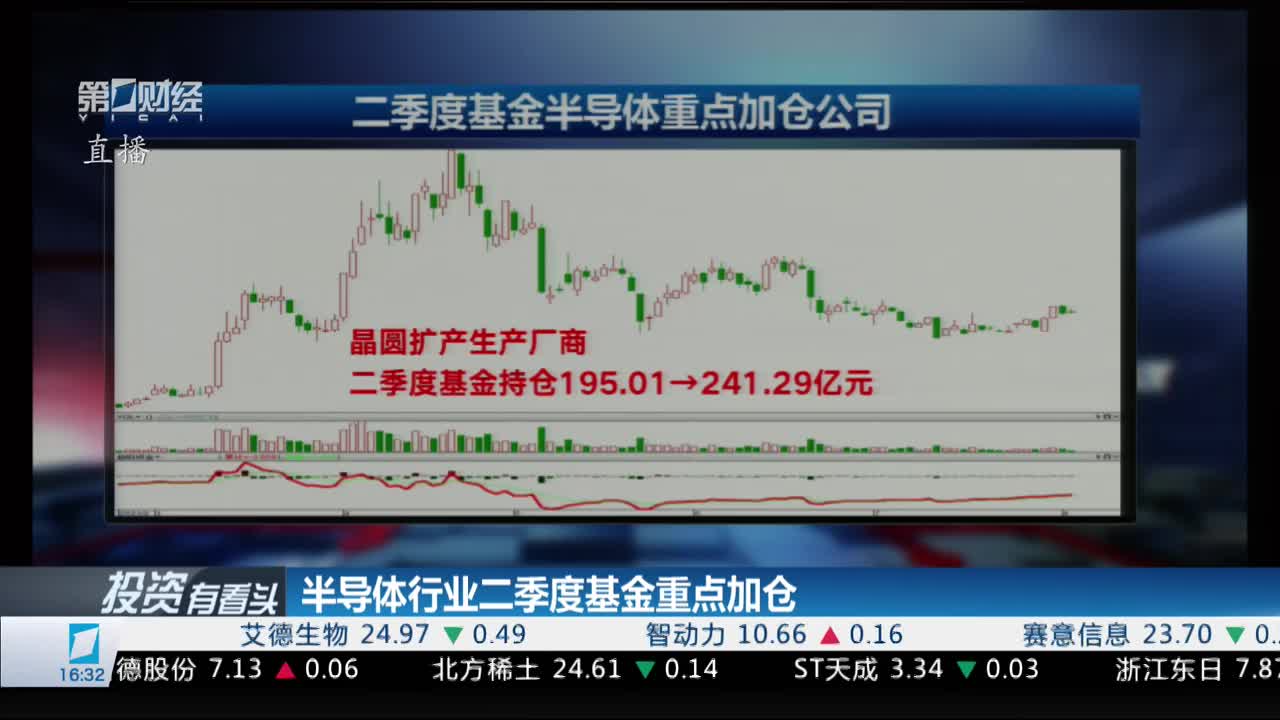 第一财经
YICAI
直播
二季度基金半导体重点加仓公司
晶圆扩产生产厂商
二季度基金持仓195.01→241.29亿元
投资有看头
半导体行业二季度基金重点加仓
艾德生物 24.97 ▼ 0.49 智动力 10.66 ▲ 0.16 赛意信息 23.70 ▼ 0.
16:32
德股份 7.13 ▲ 0.06 北方稀土 24.61 ▼ 0.14 ST天成 3.34 ▼ 0.03 浙江东日 7.8